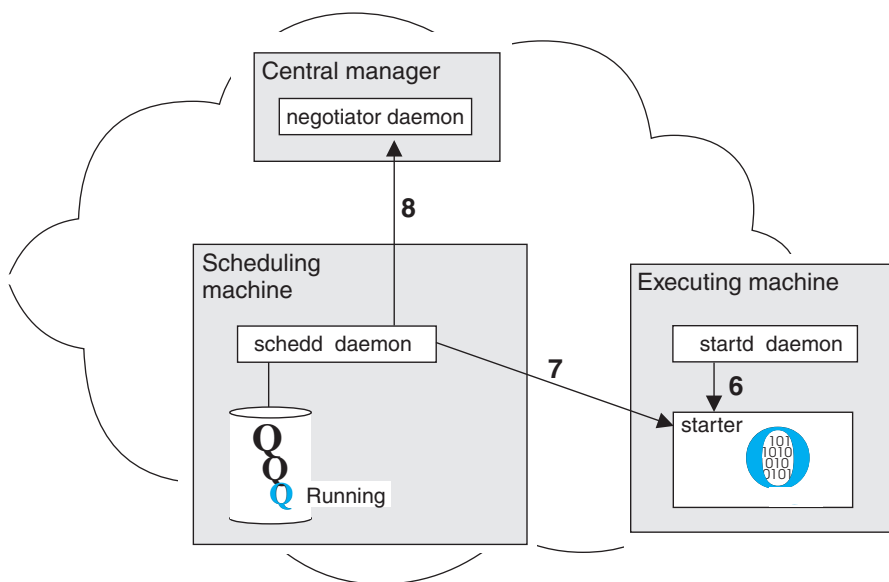 Central manager
negotiator daemon
8
Scheduling
machine
schedd daemon
Q
Q
Q Running
7
Executing machine
startd daemon
6
starter
101
1010
010
0101